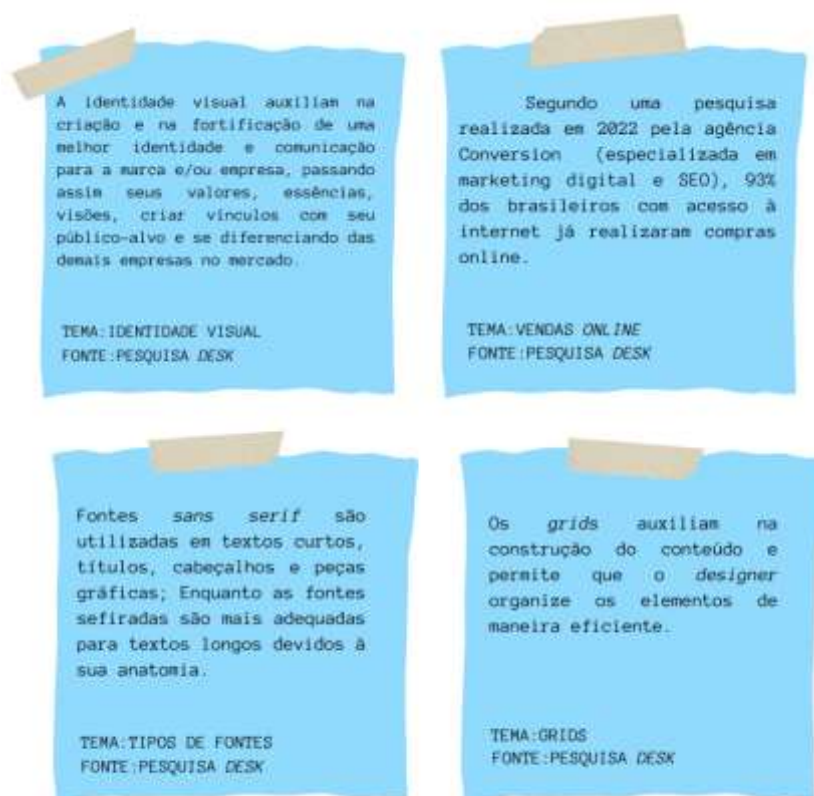 A identidade visual auxiliam na
criação e na fortificação de uma
melhor identidade e comunicação
para a marca e/ou empresa, passando
assim seus valores, essências,
visões, criar vínculos com seu
público-alvo e se diferenciando das
demais empresas no mercado.
TEMA:IDENTIDADE VISUAL
FONTE:PESQUISA DESK
Segundo uma pesquisa
realizada em 2022 pela agência
Conversion (especializada em
marketing digital e SEO), 93%
dos brasileiros com acesso à
internet já realizaram compras
online.
TEMA:VENDAS ONLINE
FONTE:PESQUISA DESK
Fontes sans serif são
utilizadas em textos curtos,
títulos, cabeçalhos e peças
gráficas; Enquanto as fontes
sefiradas são mais adequadas
para textos longos devidos à
sua anatomia.
TEMA:TIPOS DE FONTES
FONTE:PESQUISA DESK
Os grids auxiliam na
construção do conteúdo e
permite que o designer
organize os elementos de
maneira eficiente.
TEMA:GRIDS
FONTE:PESQUISA DESK